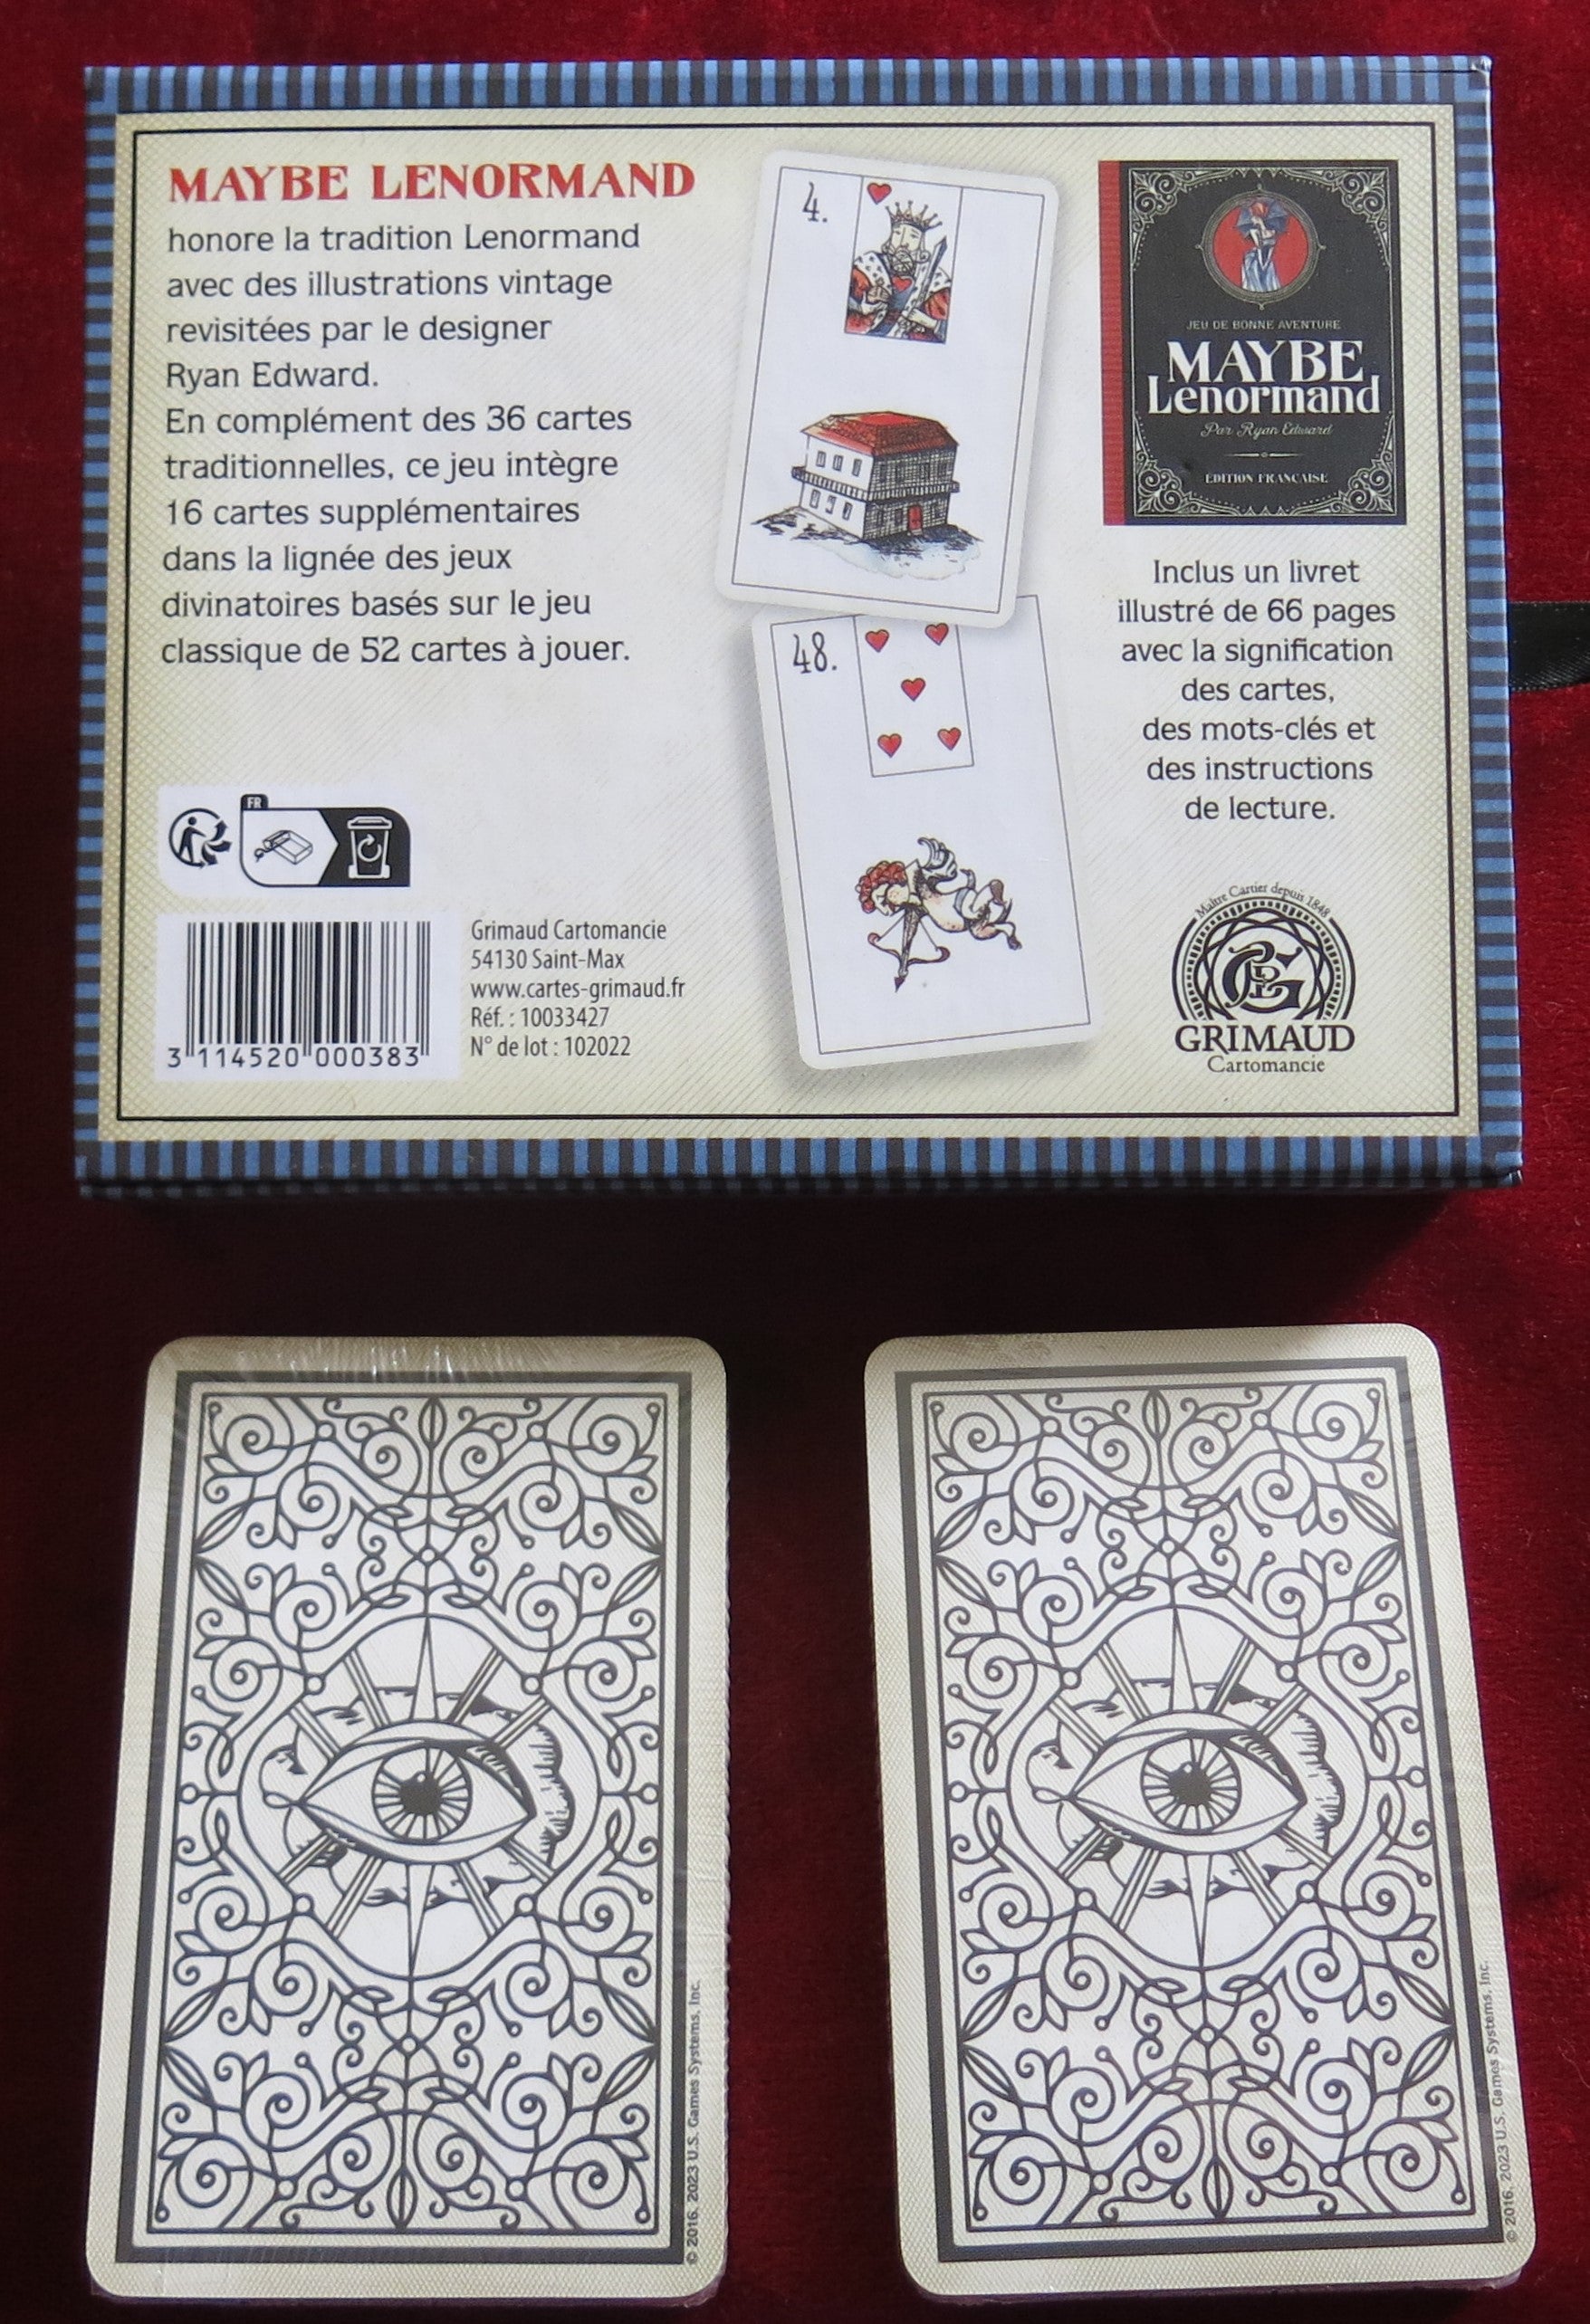 MAYBE LENORMAND
honore la tradition Lenormand
avec des illustrations vintage
revisitées par le designer
Ryan Edward.
En complément des 36 cartes
traditionnelles, ce jeu intègre
16 cartes supplémentaires
dans la lignée des jeux
divinatoires basés sur le jeu
classique de 52 cartes à jouer.
FR
3 114520 000383
Grimaud Cartomancie
54130 Saint-Max
www.cartes-grimaud.fr
Réf. : 10033427
N° de lot : 102022
4.
48.
JEU DE BONNE AVENTURE
MAYBE
Lenormand
Par Ryan Edward
ÉDITION FRANÇAISE
Inclus un livret
illustré de 66 pages
avec la signification
des cartes,
des mots-clés et
des instructions
de lecture.
Maître Cartier depuis 1848
GRIMAUD
Cartomancie
© 2016, 2023 U.S. Games Systems, Inc.
© 2016, 2023 U.S. Games Systems, Inc.